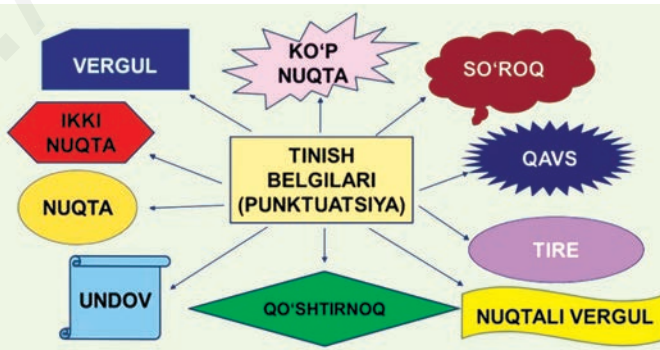 VERGUL
KO‘P
NUQTA
SO‘ROQ
IKKI
NUQTA
TINISH
BELGILARI
(PUNKTUATSIYA)
QAVS
NUQTA
TIRE
UNDOV
QO‘SHTIRNOQ
NUQTALI VERGUL